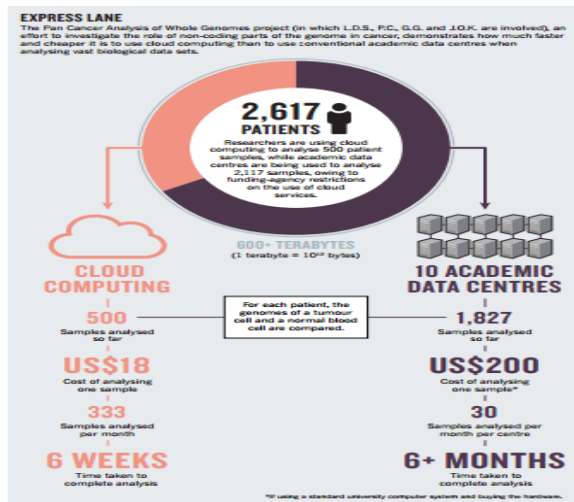 EXPRESS LANE
The Pan Cancer Analysis of Whole Genomes project (in which L.D.S., P.C., G.G. and J.O.K. are involved), an
effort to investigate the role of non-coding parts of the genome in cancer, demonstrates how much faster
and cheaper it is to use cloud computing than to use conventional academic data centres when
analysing vast biological data sets.
2,617
PATIENTS
Researchers are using cloud
computing to analyse 500 patient
samples, while academic data
centres are being used to analyse
2,117 samples, owing to
funding-agency restrictions
on the use of cloud
services.
600+ TERABYTES
(1 terabyte = 10¹² bytes)
CLOUD
COMPUTING
500
Samples analysed
so far
US$18
Cost of analysing
one sample
333
Samples analysed
per month
6 WEEKS
Time taken to
complete analysis
For each patient, the
genomes of a tumour
cell and a normal blood
cell are compared.
10 ACADEMIC
DATA CENTRES
1,827
Samples analysed
so far
US$200
Cost of analysing
one sample*
30
Samples analysed per
month per centre
6+ MONTHS
Time taken to
complete analysis
*If using a standard university computer system and buying the hardware.